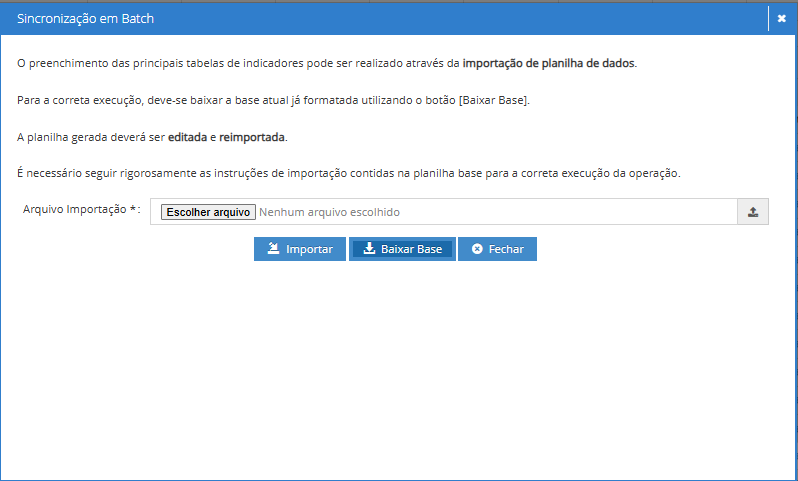 Sincronização em Batch
O preenchimento das principais tabelas de indicadores pode ser realizado através da importação de planilha de dados.
Para a correta execução, deve-se baixar a base atual já formatada utilizando o botão [Baixar Base].
A planilha gerada deverá ser editada e reimportada.
É necessário seguir rigorosamente as instruções de importação contidas na planilha base para a correta execução da operação.
Arquivo Importação *: Escolher arquivo Nenhum arquivo escolhido
Importar Baixar Base Fechar